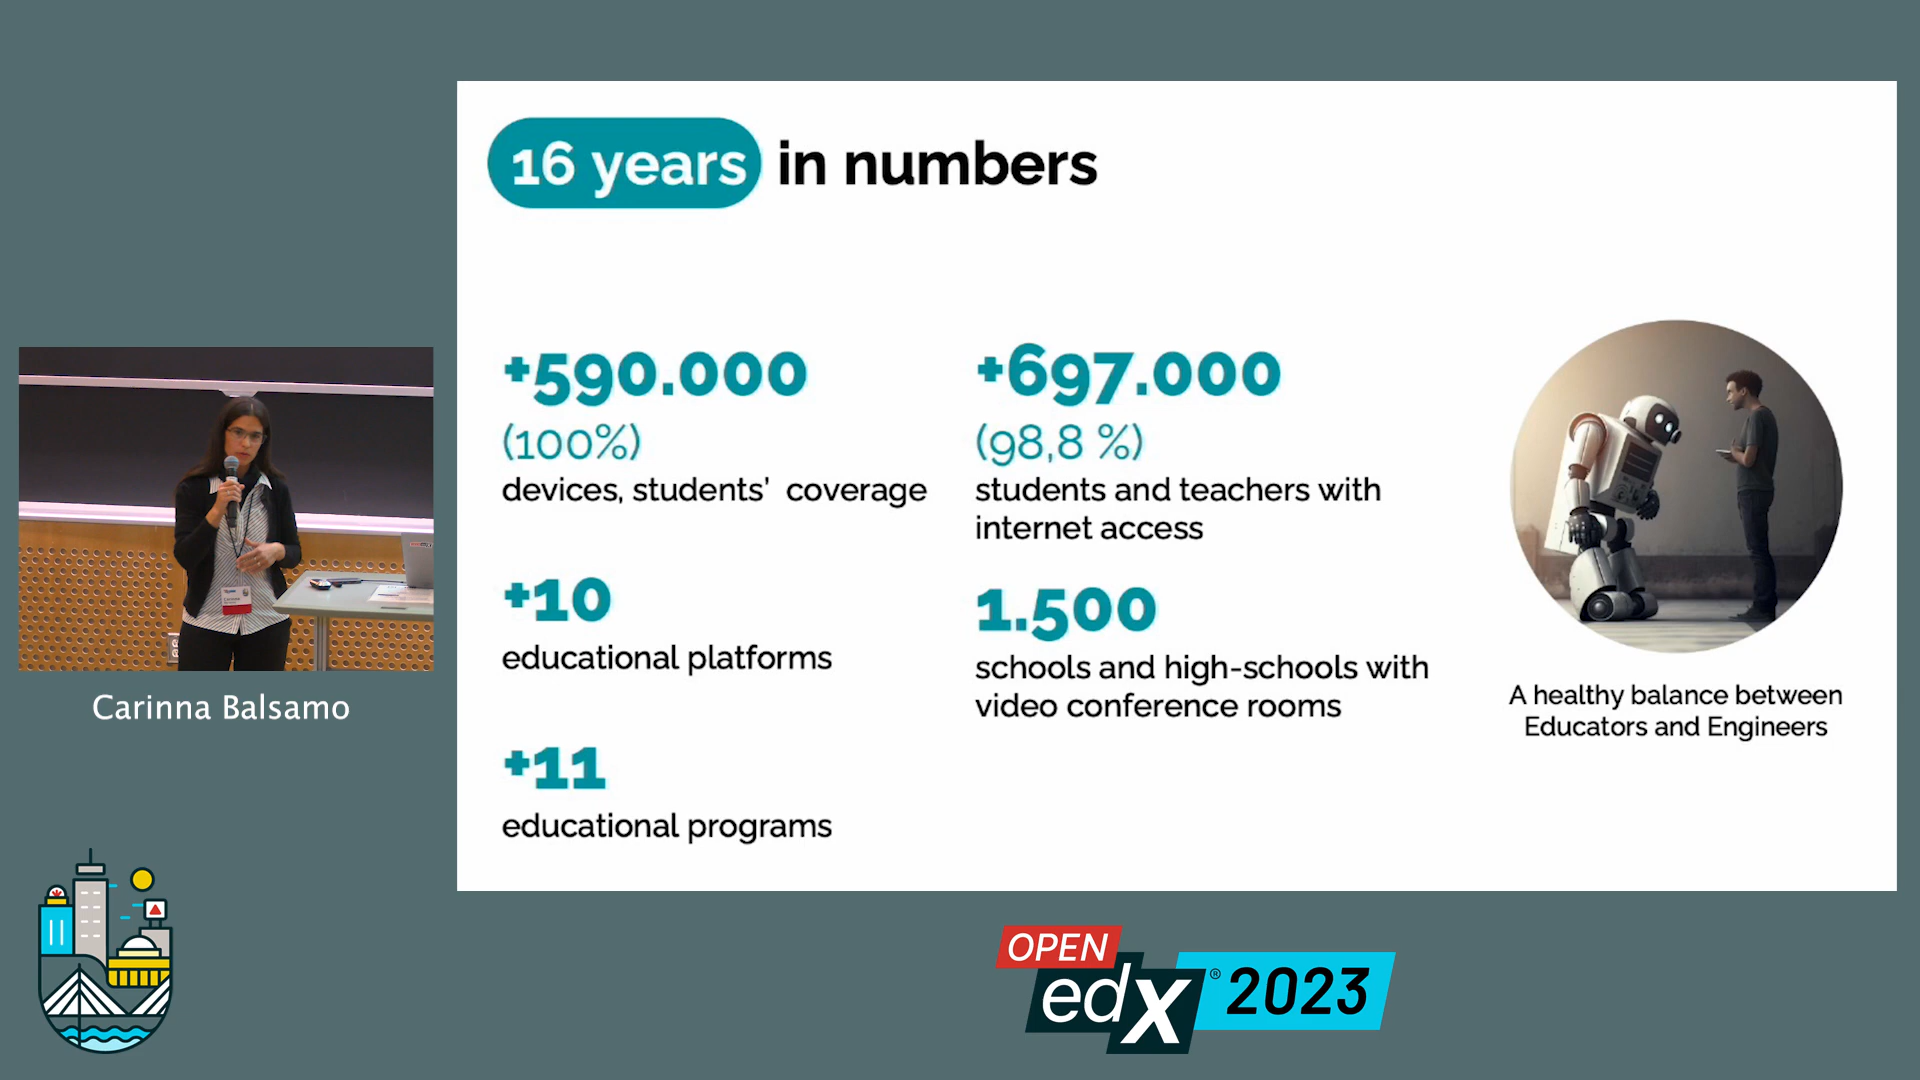 16 years in numbers
+590.000
(100%)
devices, students' coverage
+10
educational platforms
+11
educational programs
+697.000
(98,8 %)
students and teachers with
internet access
1.500
schools and high-schools with
video conference rooms
A healthy balance between
Educators and Engineers
Carinna Balsamo
OPEN
edX® 2023